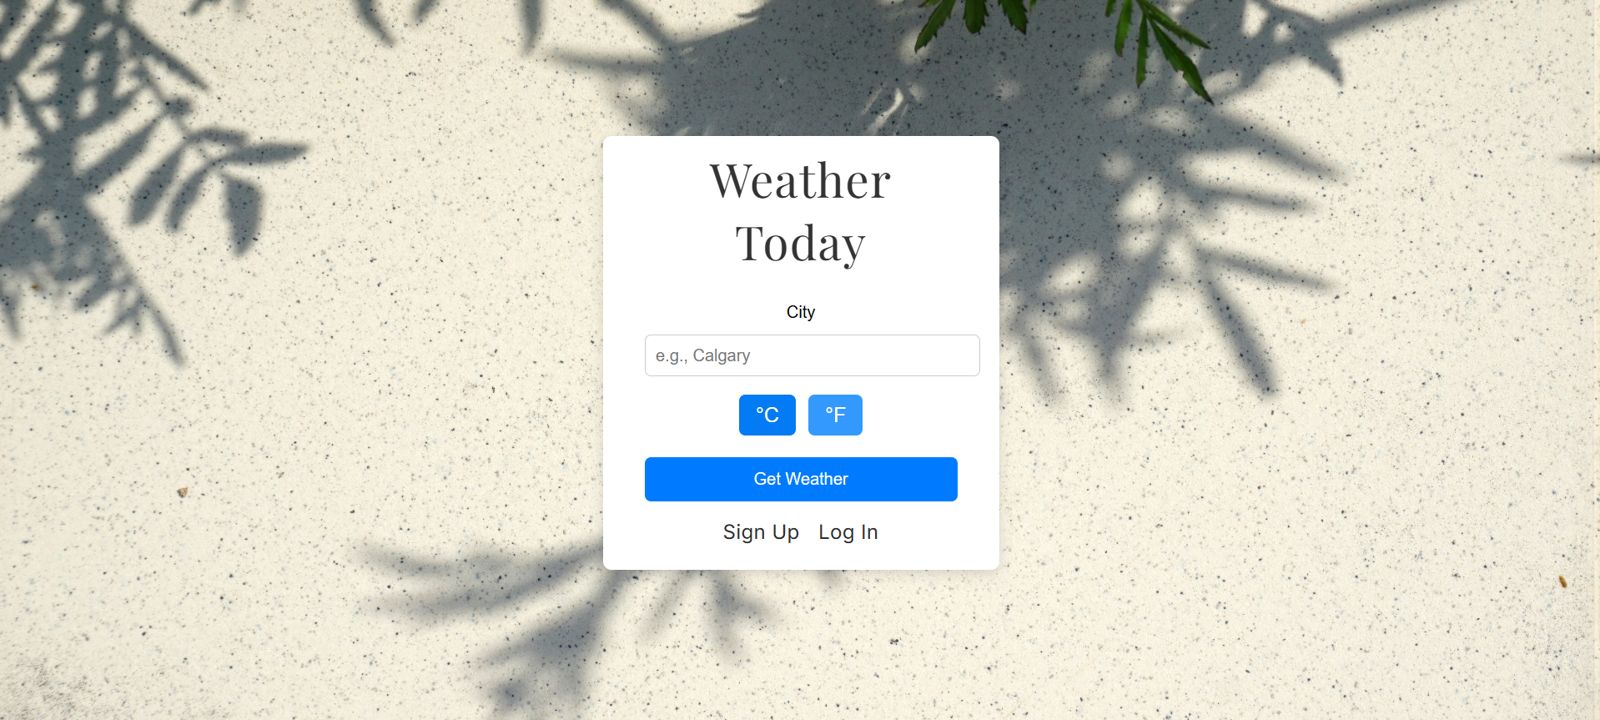 Weather
Today
City
e.g., Calgary
°C °F
Get Weather
Sign Up Log In